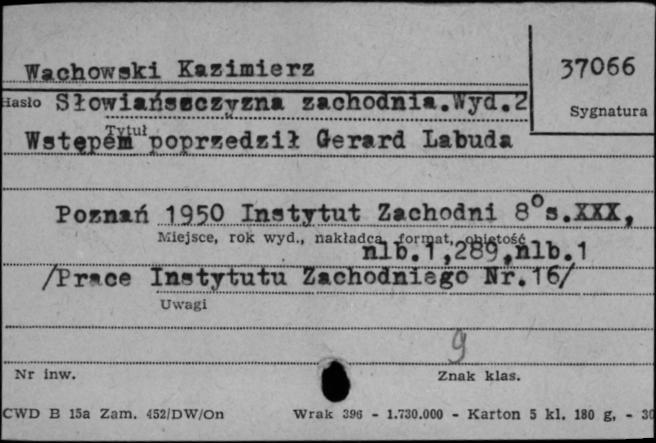 Wachowski Kazimierz
37066
Hasło Słowiańszczyzna zachodnia.Wyd.2
Sygnatura
Tytuł
Wstępem poprzedził Gerard Labuda
Poznań 1950 Instytut Zachodni 8°s.XXX,
Miejsce, rok wyd., nakładca, format, objętość
nlb.1,289,nlb.1
/Prace Instytutu Zachodniego Nr.16/
Uwagi
9
Nr inw.
Znak klas.
CWD B 15a Zam. 452/DW/On Wrak 396 - 1.730.000 - Karton 5 kl. 180 g. - 30